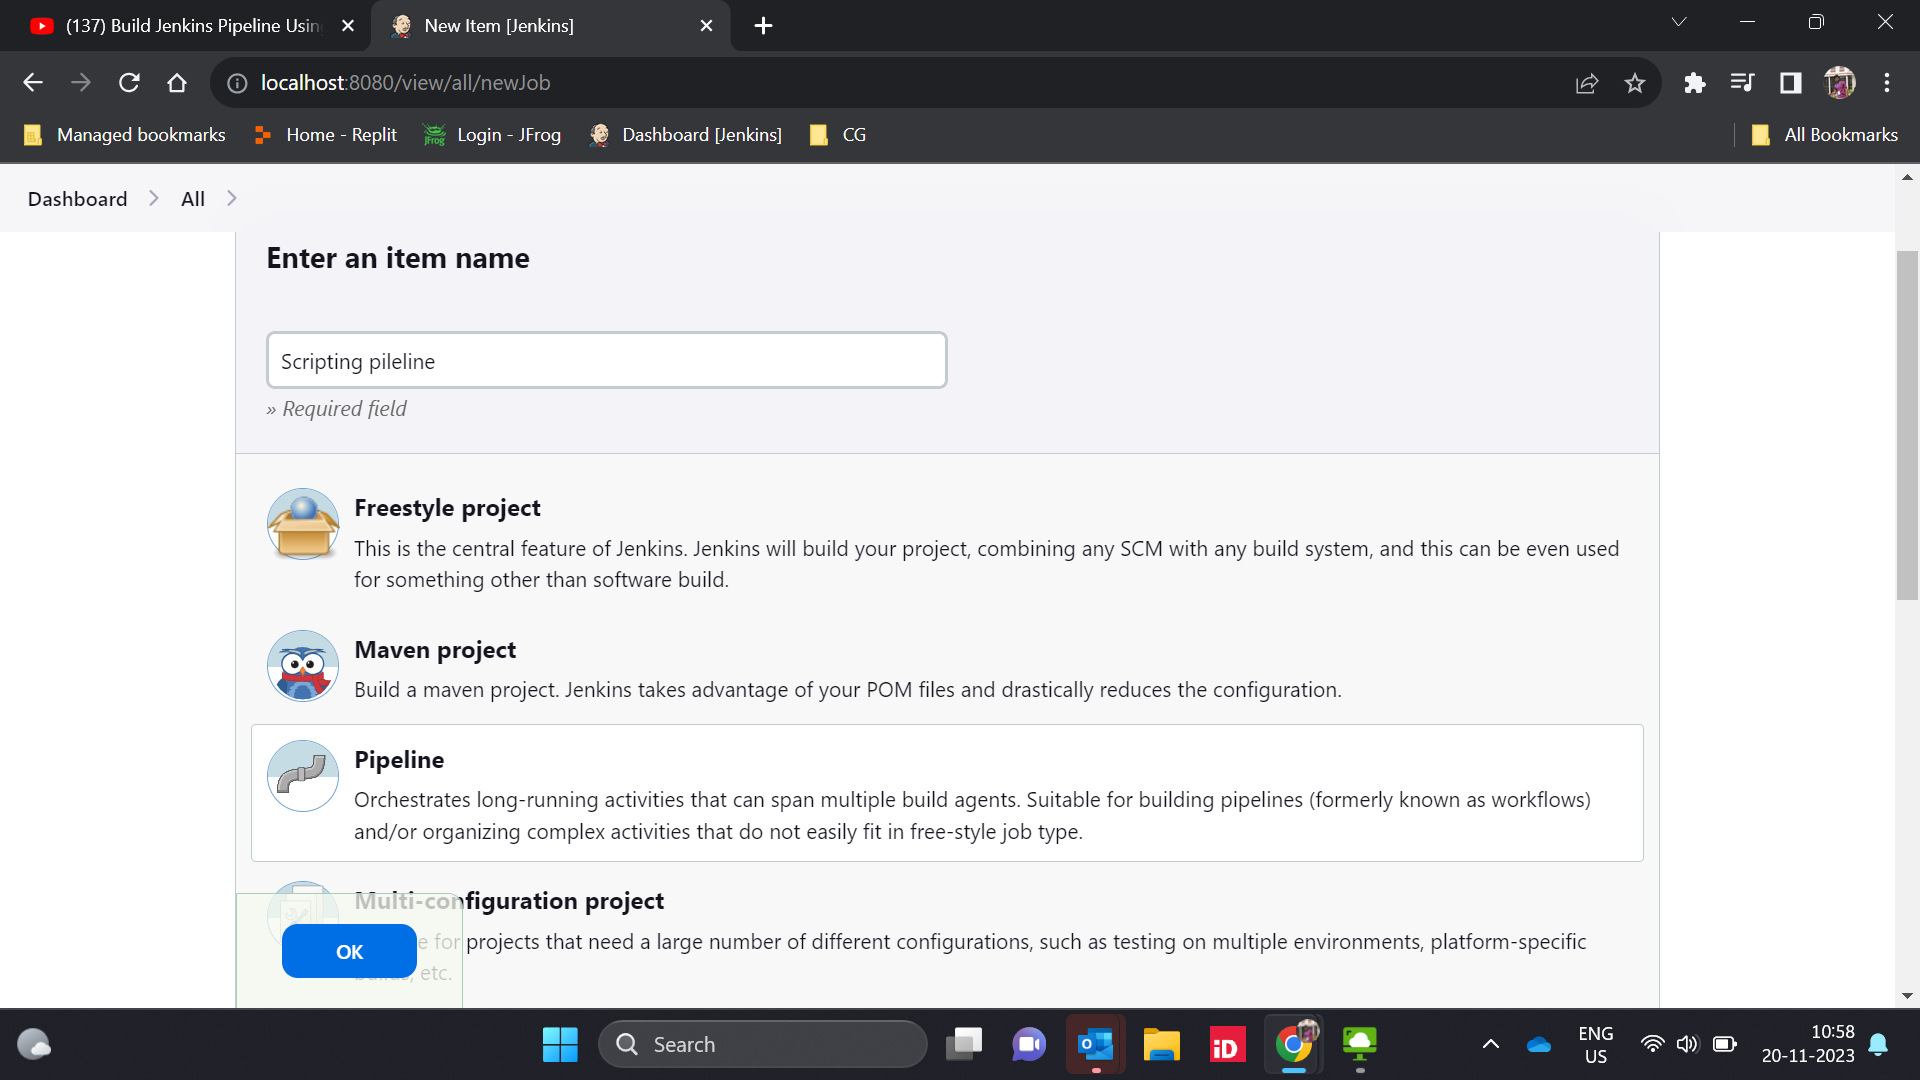 (137) Build Jenkins Pipeline Usin
New Item [Jenkins]
localhost:8080/view/all/newJob
Managed bookmarks
Home - Replit
Login - JFrog
Dashboard [Jenkins]
CG
All Bookmarks
Dashboard
All
Enter an item name
Scripting pileline
» Required field
Freestyle project
This is the central feature of Jenkins. Jenkins will build your project, combining any SCM with any build system, and this can be even used
for something other than software build.
Maven project
Build a maven project. Jenkins takes advantage of your POM files and drastically reduces the configuration.
Pipeline
Orchestrates long-running activities that can span multiple build agents. Suitable for building pipelines (formerly known as workflows)
and/or organizing complex activities that do not easily fit in free-style job type.
Multi-configuration project
for projects that need a large number of different configurations, such as testing on multiple environments, platform-specific
etc.
OK
Search
ENG
US
10:58
20-11-2023